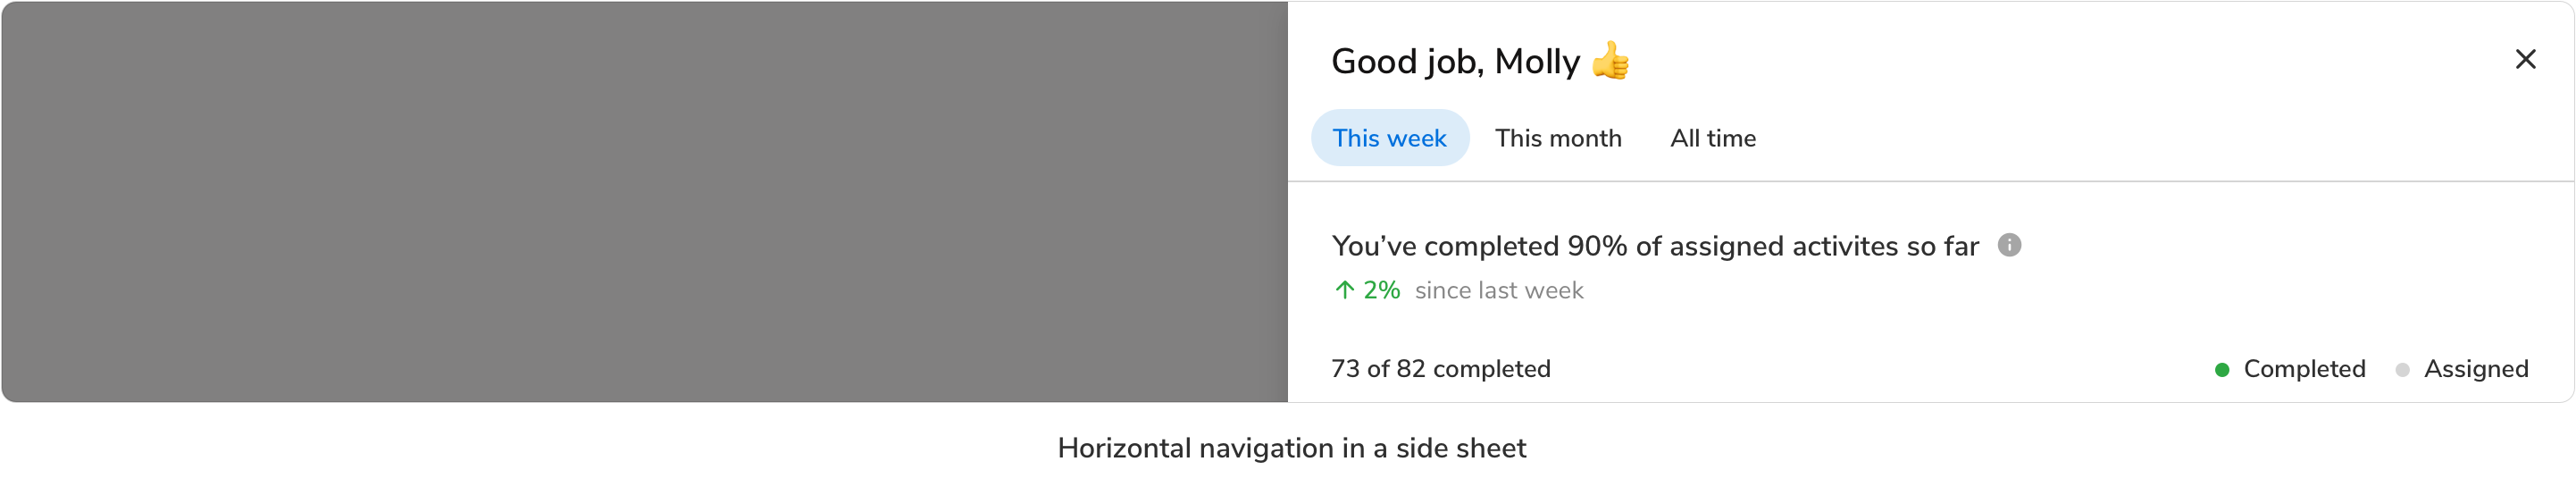 Good job, Molly 👍
This week This month All time
You’ve completed 90% of assigned activites so far
↑ 2% since last week
73 of 82 completed Completed Assigned
Horizontal navigation in a side sheet